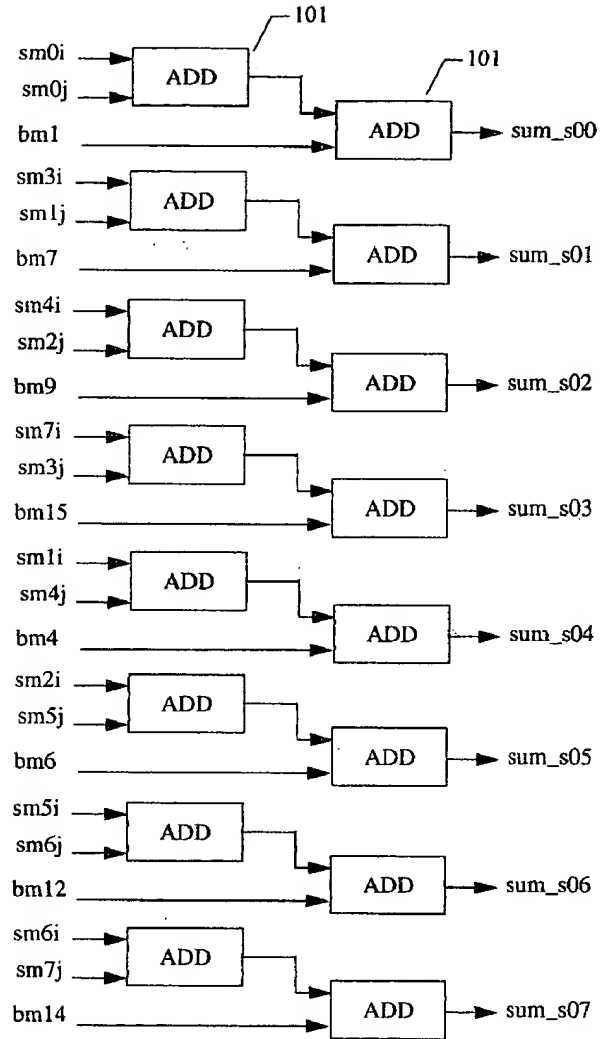 101
sm0i
sm0j
ADD
101
bm1
ADD
sum_s00
sm3i
sm1j
ADD
bm7
ADD
sum_s01
sm4i
sm2j
ADD
bm9
ADD
sum_s02
sm7i
sm3j
ADD
bm15
ADD
sum_s03
sm1i
sm4j
ADD
bm4
ADD
sum_s04
sm2i
sm5j
ADD
bm6
ADD
sum_s05
sm5i
sm6j
ADD
bm12
ADD
sum_s06
sm6i
sm7j
ADD
bm14
ADD
sum_s07